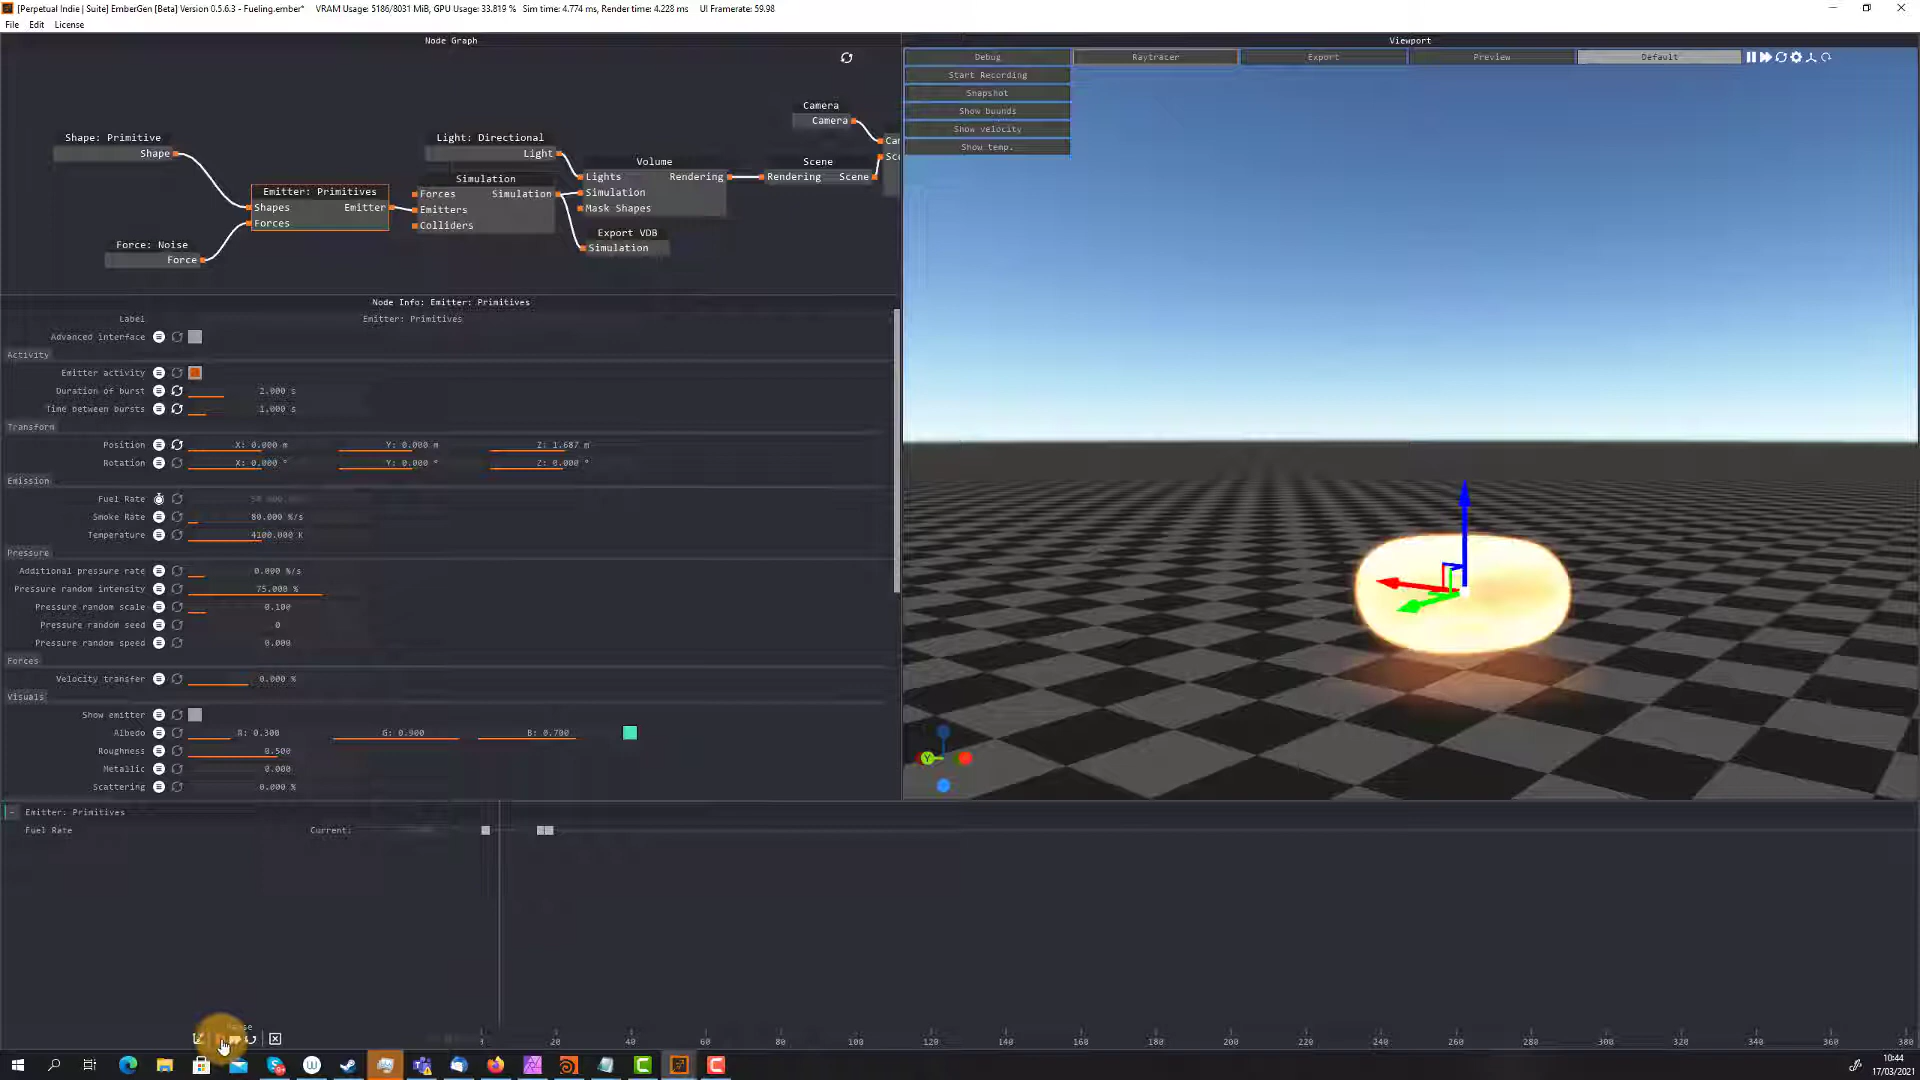 [Perpetual Indie | Suite] EmberGen [Beta] Version 0.5.6.3 - Fueling.ember* VRAM Usage: 5186/8031 MiB, GPU Usage: 33.819 % Sim time: 4.774 ms, Render time: 4.228 ms UI Framerate: 59.98
File Edit License
Node Graph
Viewport
Debug Raytracer Export Preview Default
Start Recording
Snapshot
Show bounds
Show velocity
Show temp.
Camera
Camera
Shape: Primitive
Shape
Light: Directional
Light
Emitter: Primitives
Shapes Emitter
Forces
Force: Noise
Force
Simulation
Forces Simulation
Emitters
Colliders
Volume
Lights Rendering
Simulation
Mask Shapes
Export VDB
Simulation
Scene
Rendering Scene
Node Info: Emitter: Primitives
Label Emitter: Primitives
Advanced interface
Activity
Emitter activity
Duration of burst 2.000 s
Time between bursts 1.000 s
Transform
Position X: 0.000 m Y: 0.000 m Z: 1.687 m
Rotation X: 0.000 ° Y: 0.000 ° Z: 0.000 °
Emission
Fuel Rate
Smoke Rate 80.000 %/s
Temperature 4100.000 K
Pressure
Additional pressure rate 0.000 %/s
Pressure random intensity 75.000 %
Pressure random scale 0.100
Pressure random seed 0
Pressure random speed 0.000
Forces
Velocity transfer 0.000 %
Visuals
Show emitter
Albedo R: 0.300 G: 0.900 B: 0.700
Roughness 0.500
Metallic 0.000
Scattering 0.000 %
Y
Emitter: Primitives
Fuel Rate Current:
20 40 60 80 100 120 140 160 180 200 220 240 260 280 300 320 340 360 380
10:44
17/03/2021